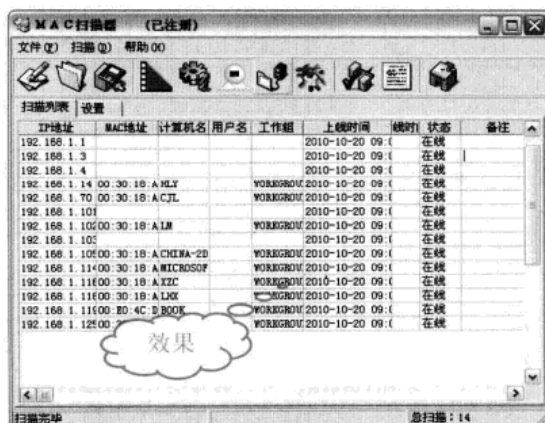 MAC扫描器 (已注册)
文件(F) 扫描(D) 帮助(H)
扫描列表 设置
IP地址 MAC地址 计算机名 用户名 工作组 上线时间 线时 状态 备注
192.168.1.1 2010-10-20 09:( 在线
192.168.1.3 2010-10-20 09:( 在线
192.168.1.4 2010-10-20 09:( 在线
192.168.1.14 00:30:18:A HLY WORKGROU 2010-10-20 09:( 在线
192.168.1.70 00:30:18:A CJL WORKGROU 2010-10-20 09:( 在线
192.168.1.101 2010-10-20 09:( 在线
192.168.1.102 00:30:18:A LM WORKGROU 2010-10-20 09:( 在线
192.168.1.103 2010-10-20 09:( 在线
192.168.1.105 00:30:18:A CHINA-2D WORKGROU 2010-10-20 09:( 在线
192.168.1.114 00:30:18:A MICROSOF WORKGROU 2010-10-20 09:( 在线
192.168.1.116 00:30:18:A XZC WORKGROU 2010-10-20 09:( 在线
192.168.1.118 00:30:18:A LHX WORKGROU 2010-10-20 09:( 在线
192.168.1.119 00:E0:4C:D BOOK WORKGROU 2010-10-20 09:( 在线
192.168.1.125 00: WORKGROU 2010-10-20 09:( 在线
效果
扫描完毕 总扫描:14